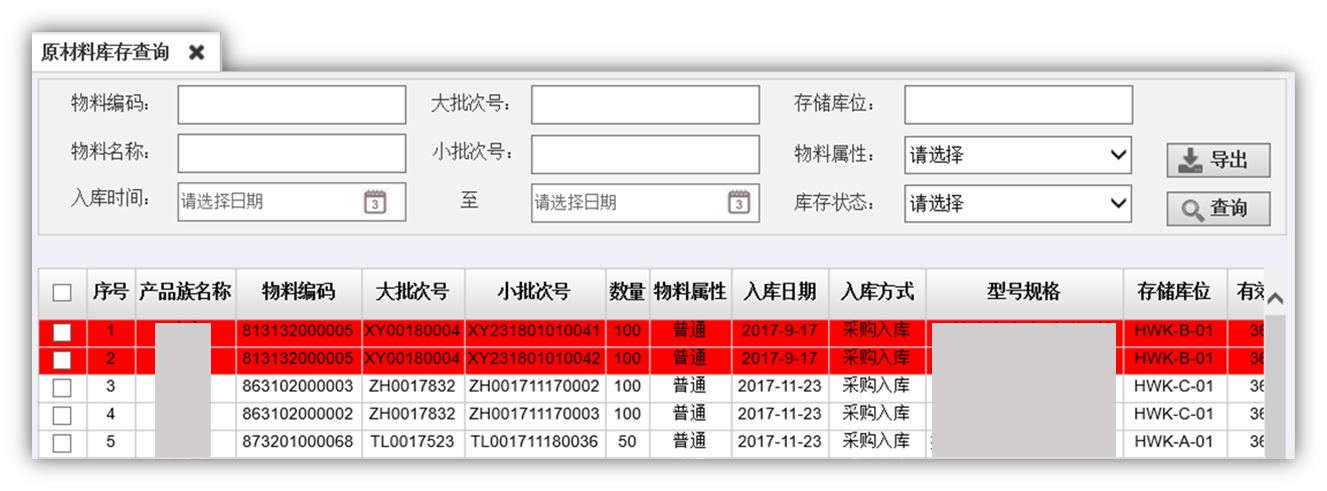 原材料库存查询
物料编码： 大批次号： 存储库位：
物料名称： 小批次号： 物料属性： 请选择 导出
入库时间： 请选择日期 3 至 请选择日期 3 库存状态： 请选择 查询
序号 产品族名称 物料编码 大批次号 小批次号 数量 物料属性 入库日期 入库方式 型号规格 存储库位 有效
1 813132000005 XY00180004 XY231801010041 100 普通 2017-9-17 采购入库 HWK-B-01 36
2 813132000005 XY00180004 XY231801010042 100 普通 2017-9-17 采购入库 HWK-B-01 36
3 863102000003 ZH0017832 ZH001711170002 100 普通 2017-11-23 采购入库 HWK-C-01 36
4 863102000002 ZH0017832 ZH001711170003 100 普通 2017-11-23 采购入库 HWK-C-01 36
5 873201000068 TL0017523 TL001711180036 50 普通 2017-11-23 采购入库 HWK-A-01 36